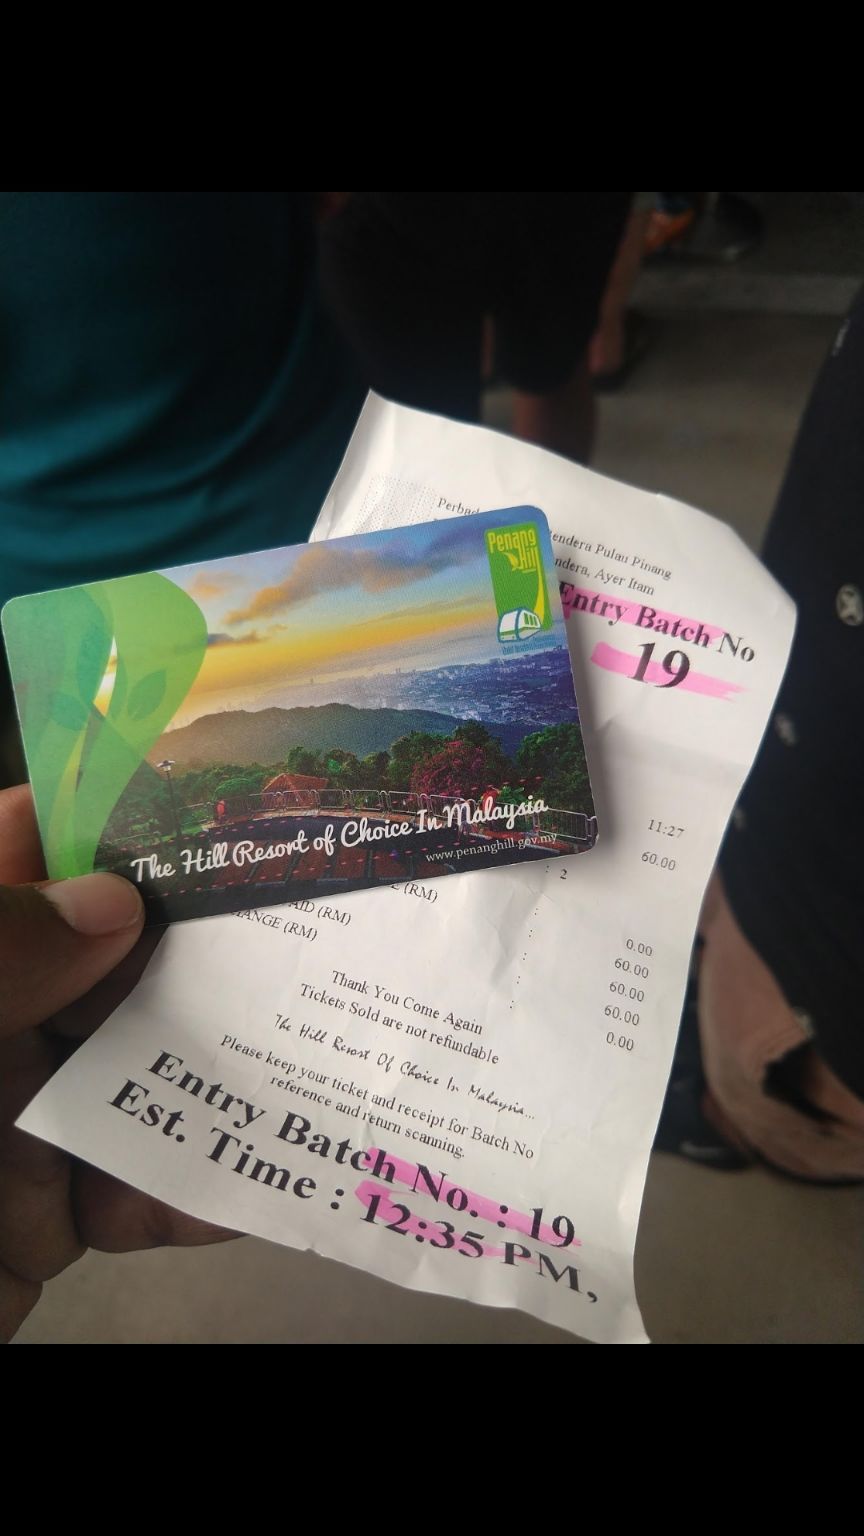 Perbad
endera Pulau Pinang
ndera, Ayer Itam
Entry Batch No
19
Penang
Hill
The Hill Resort of Choice In Malaysia
www.penanghill.gov.my
11:27
60.00
: 2
E (RM)
0.00
AID (RM)
: 60.00
HANGE (RM)
: 60.00
: 60.00
: 0.00
Thank You Come Again
Tickets Sold are not refundable
The Hill Resort Of Choice In Malaysia...
Please keep your ticket and receipt for Batch No
reference and return scanning.
Entry Batch No. : 19
Est. Time : 12:35 PM,